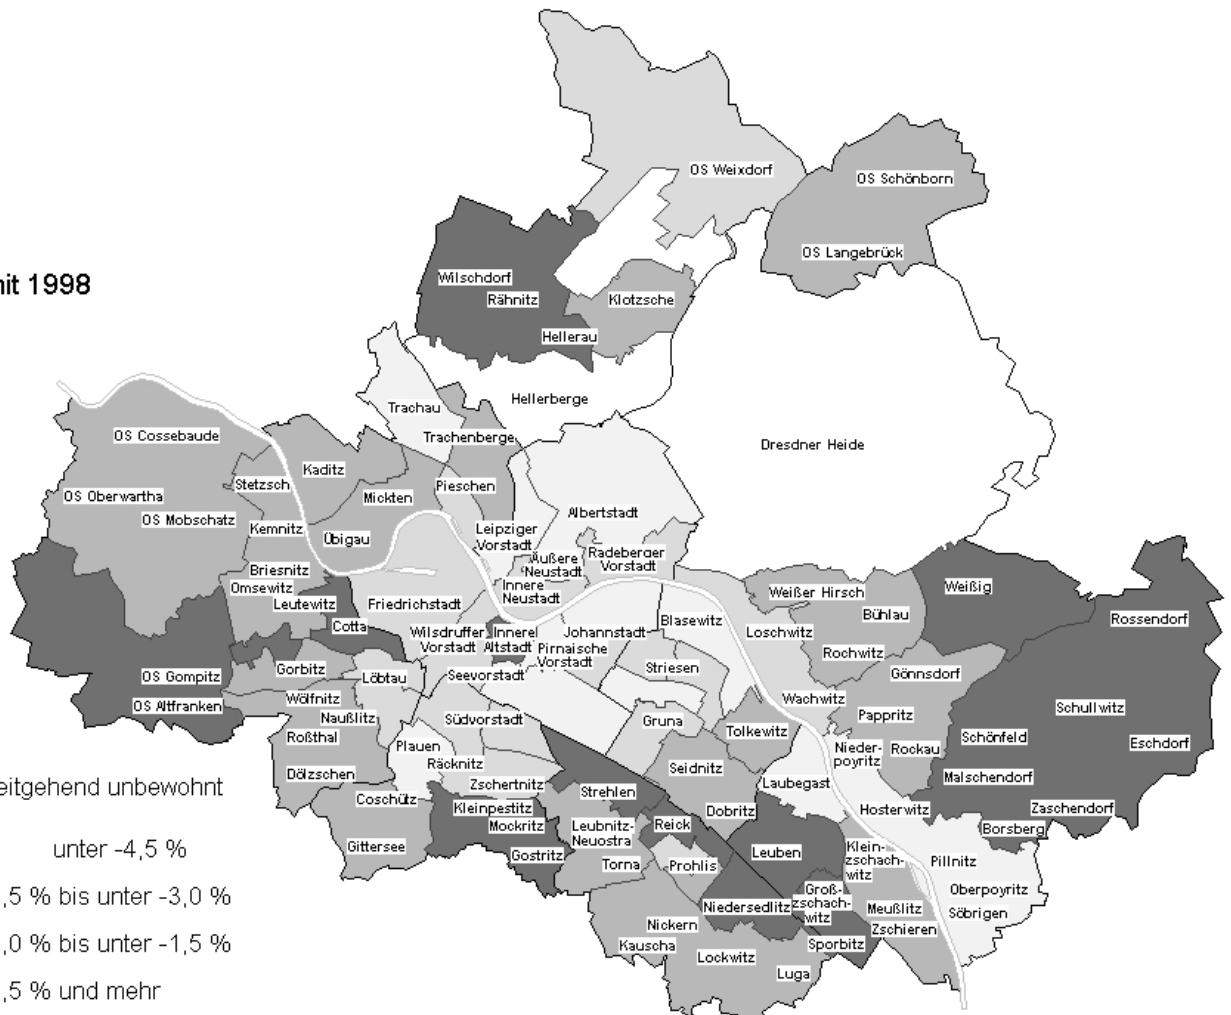 OS Weixdorf
OS Schönborn
OS Langebrück
Wilschdorf
Rähnitz
Klotzsche
Hellerau
nit 1998
Hellerberge
Trachau
Trachenberge
Dresdner Heide
OS Cossebaude
Kaditz
Stetzsch
Pieschen
Mickten
OS Oberwartha
OS Mobschatz
Albertstadt
Kemnitz
Übigau
Leipziger
Vorstadt
Äußere
Neustadt
Radeberger
Vorstadt
Innere
Neustadt
Briesnitz
Omsewitz
Leutewitz
Friedrichstadt
Weißer Hirsch
Weißig
Bühlau
Rossendorf
Cotta
Wilsdruffer
Vorstadt
Innere
Altstadt
Johannstadt
Pirnaische
Vorstadt
Blasewitz
Loschwitz
Rochwitz
Gönnsdorf
OS Gompitz
Gorbitz
Löbtau
Seevorstadt
Striesen
OS Altfranken
Wölfnitz
Naußlitz
Südvorstadt
Gruna
Tolkewitz
Wachwitz
Pappritz
Schullwitz
Roßthal
Plauen
Räcknitz
Nieder-
poyritz
Rockau
Schönfeld
Eschdorf
Dölzschen
Zschertnitz
Seidnitz
Laubegast
Malschendorf
eitgehend unbewohnt
Coschütz
Kleinpestitz
Mockritz
Strehlen
Dobritz
Hosterwitz
Zaschendorf
Borsberg
unter -4,5 %
Gittersee
Gostritz
Leubnitz-
Neuostra
Reick
Leuben
Klein-
zschach-
witz
Pillnitz
Torna
Prohlis
Oberpoyritz
,5 % bis unter -3,0 %
Niedersedlitz
Groß-
zschach-
witz
Meußlitz
Söbrigen
Nickern
Zschieren
,0 % bis unter -1,5 %
Kauscha
Lockwitz
Sporbitz
Luga
,5 % und mehr